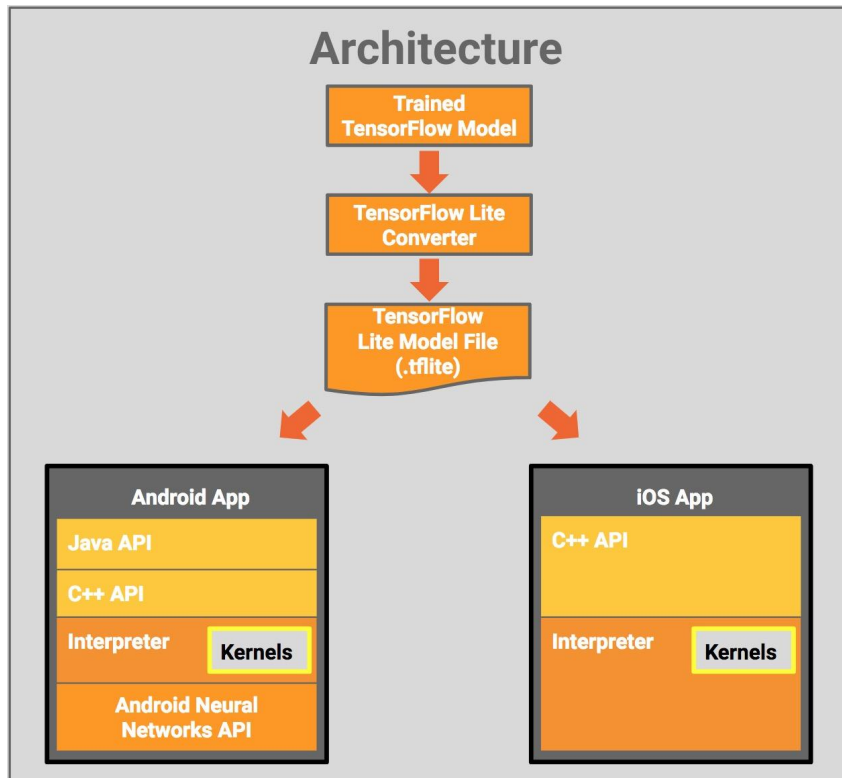 Architecture
Trained
TensorFlow Model
TensorFlow Lite
Converter
TensorFlow
Lite Model File
(.tflite)
Android App
Java API
C++ API
Interpreter
Kernels
Android Neural
Networks API
iOS App
C++ API
Interpreter
Kernels